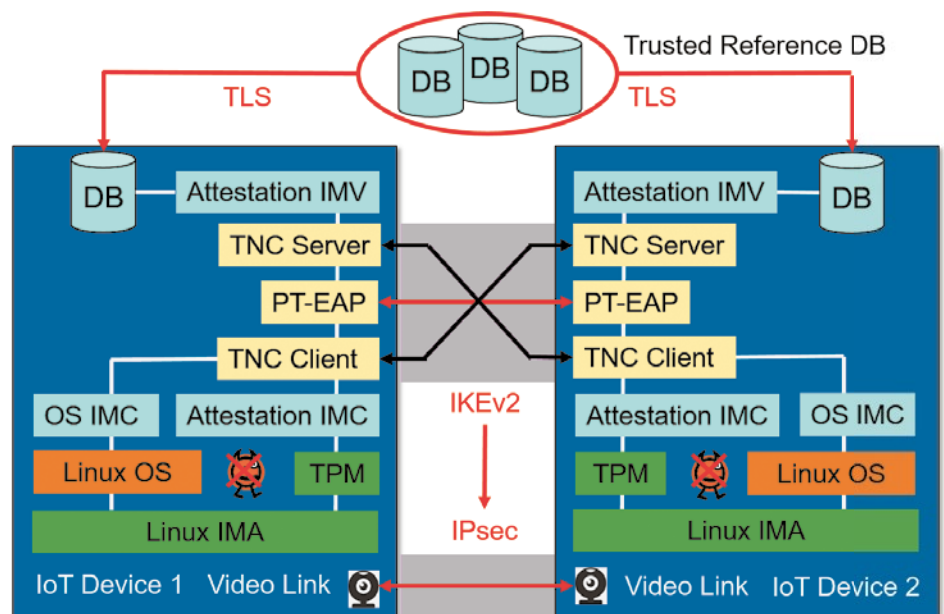 DB
DB
DB
Trusted Reference DB
TLS
TLS
DB
Attestation IMV
TNC Server
PT-EAP
TNC Client
OS IMC
Attestation IMC
Linux OS
TPM
Linux IMA
IoT Device 1
Video Link
IKEv2
IPsec
Attestation IMV
DB
TNC Server
PT-EAP
TNC Client
Attestation IMC
OS IMC
TPM
Linux OS
Linux IMA
Video Link
IoT Device 2